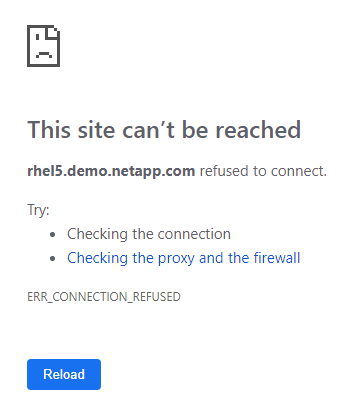 This site can’t be reached
rhel5.demo.netapp.com refused to connect.
Try:
• Checking the connection
• Checking the proxy and the firewall
ERR_CONNECTION_REFUSED
Reload